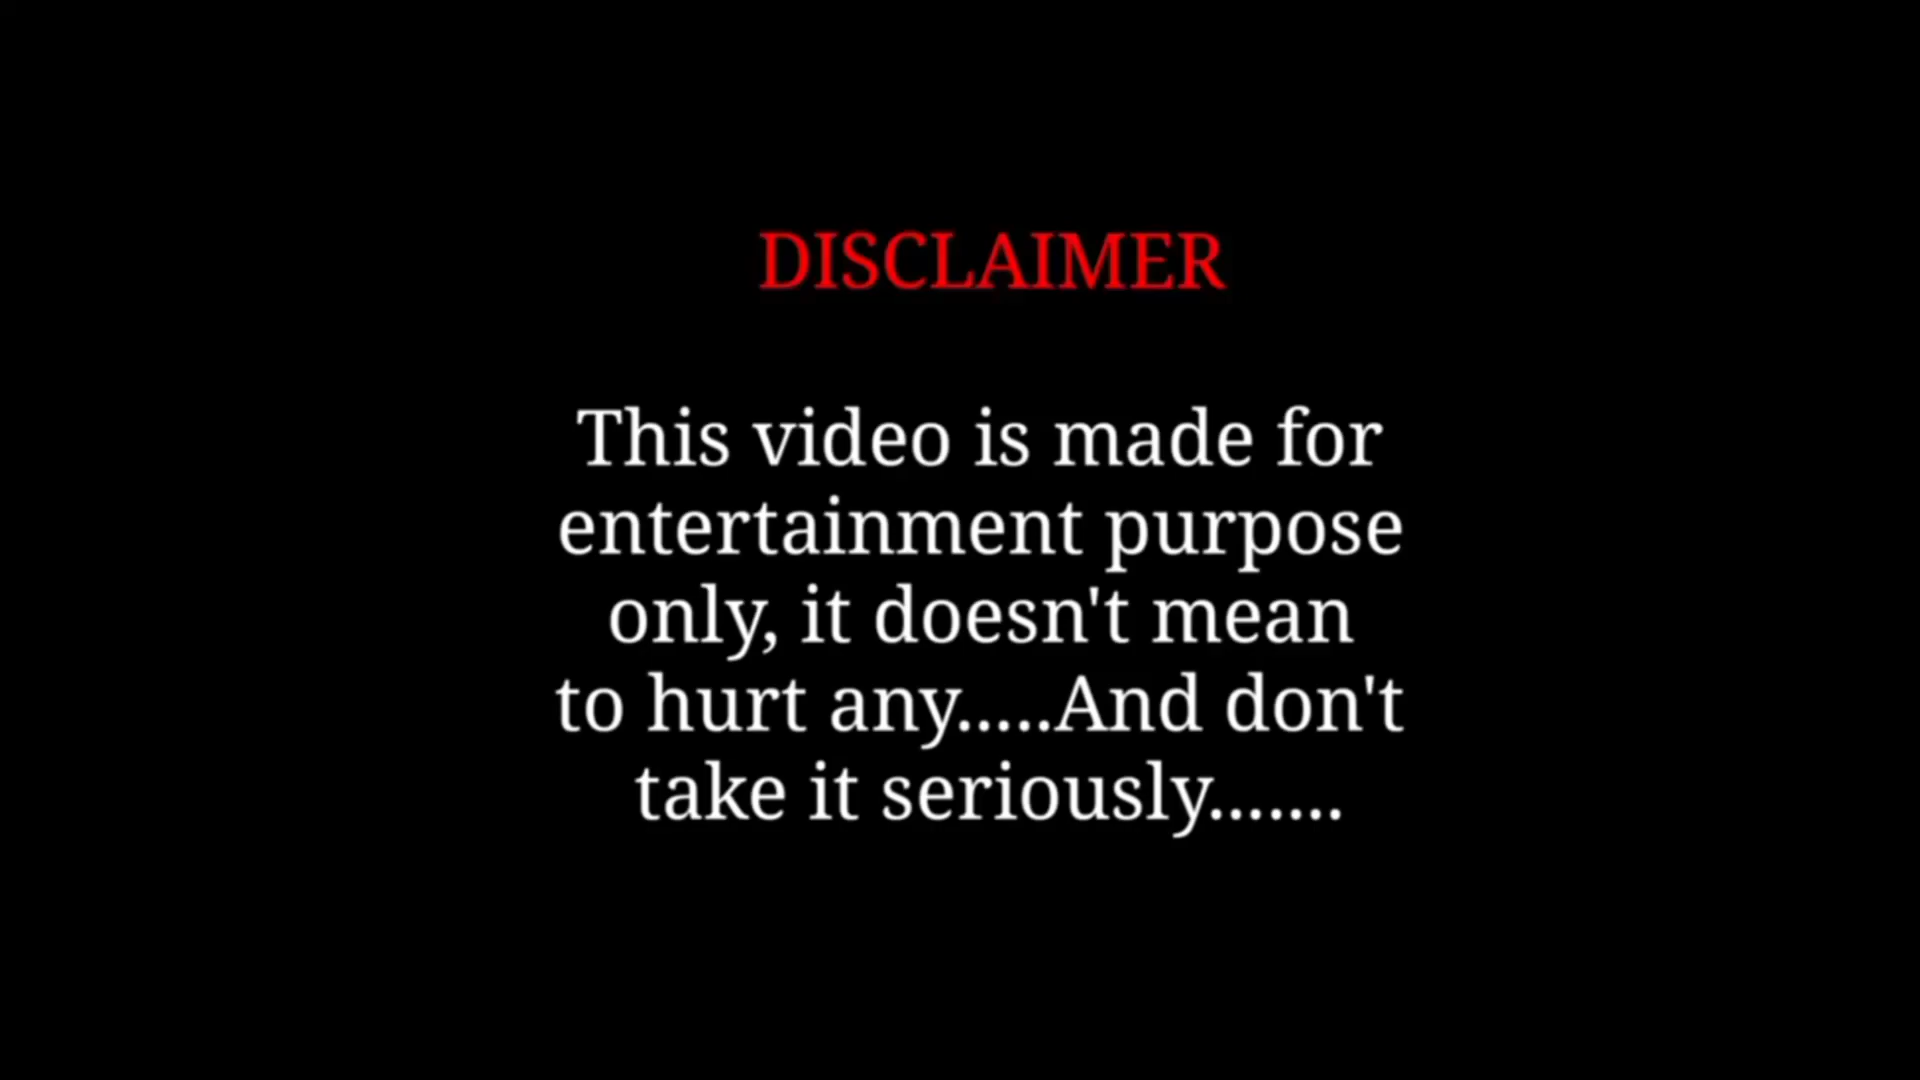 DISCLAIMER
This video is made for
entertainment purpose
only, it doesn't mean
to hurt any.....And don't
take it seriously.......